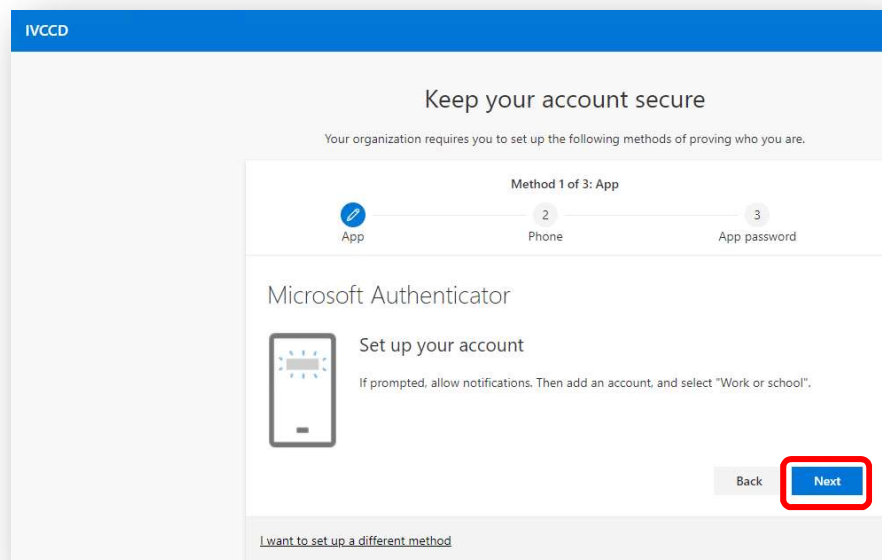 IVCCD
Keep your account secure
Your organization requires you to set up the following methods of proving who you are.
Method 1 of 3: App
2
3
App
Phone
App password
Microsoft Authenticator
Set up your account
If prompted, allow notifications. Then add an account, and select "Work or school".
Back
Next
I want to set up a different method